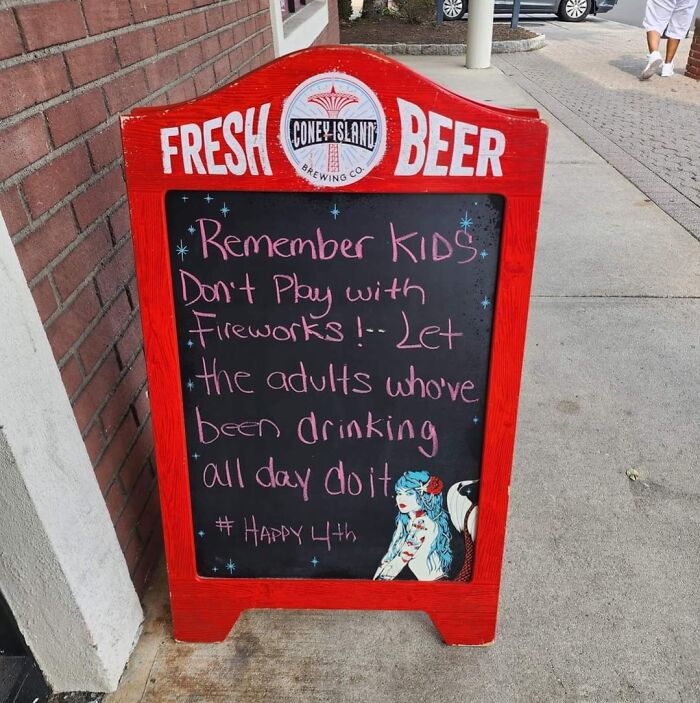 FRESH CONEY ISLAND BEER
BREWING CO.
Remember KIDS
Don't Play with
Fireworks! -- Let
the adults who've
been drinking
all day do it
# HAPPY 4th